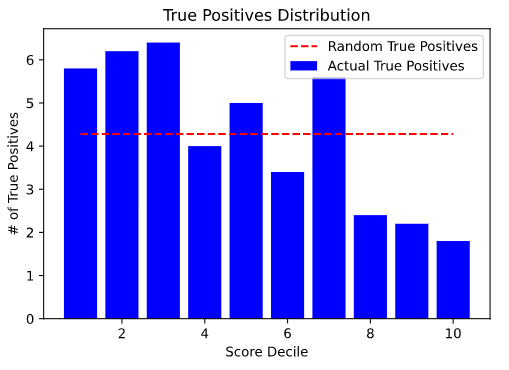 True Positives Distribution
Random True Positives
Actual True Positives
# of True Positives
6
5
4
3
2
1
0
2 4 6 8 10
Score Decile